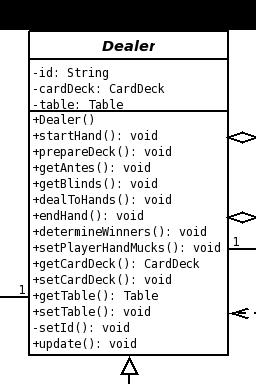 Dealer
-id: String
-cardDeck: CardDeck
-table: Table
+Dealer()
+startHand(): void
+prepareDeck(): void
+getAntes(): void
+getBlinds(): void
+dealToHands(): void
+endHand(): void
+determineWinners(): void
+setPlayerHandMucks(): void
1
+getCardDeck(): CardDeck
+setCardDeck(): void
1
+getTable(): Table
+setTable(): void
-setId(): void
+update(): void